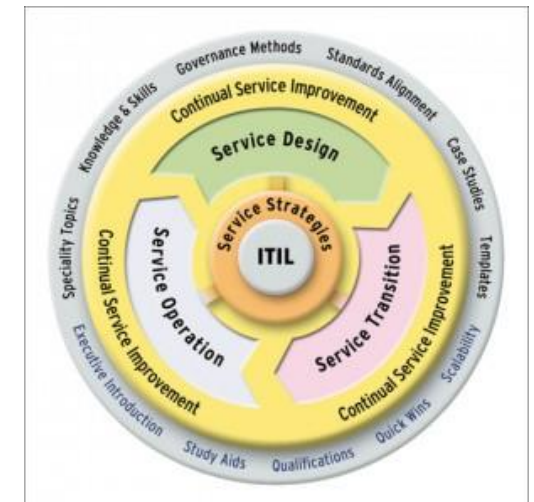 Governance Methods
Standards Alignment
Knowledge & Skills
Case Studies
Speciality Topics
Templates
Executive Introduction
Scalability
Study Aids
Qualifications
Quick Wins
Continual Service Improvement
Continual Service Improvement
Continual Service Improvement
Service Design
Service Operation
Service Transition
Service Strategies
ITIL